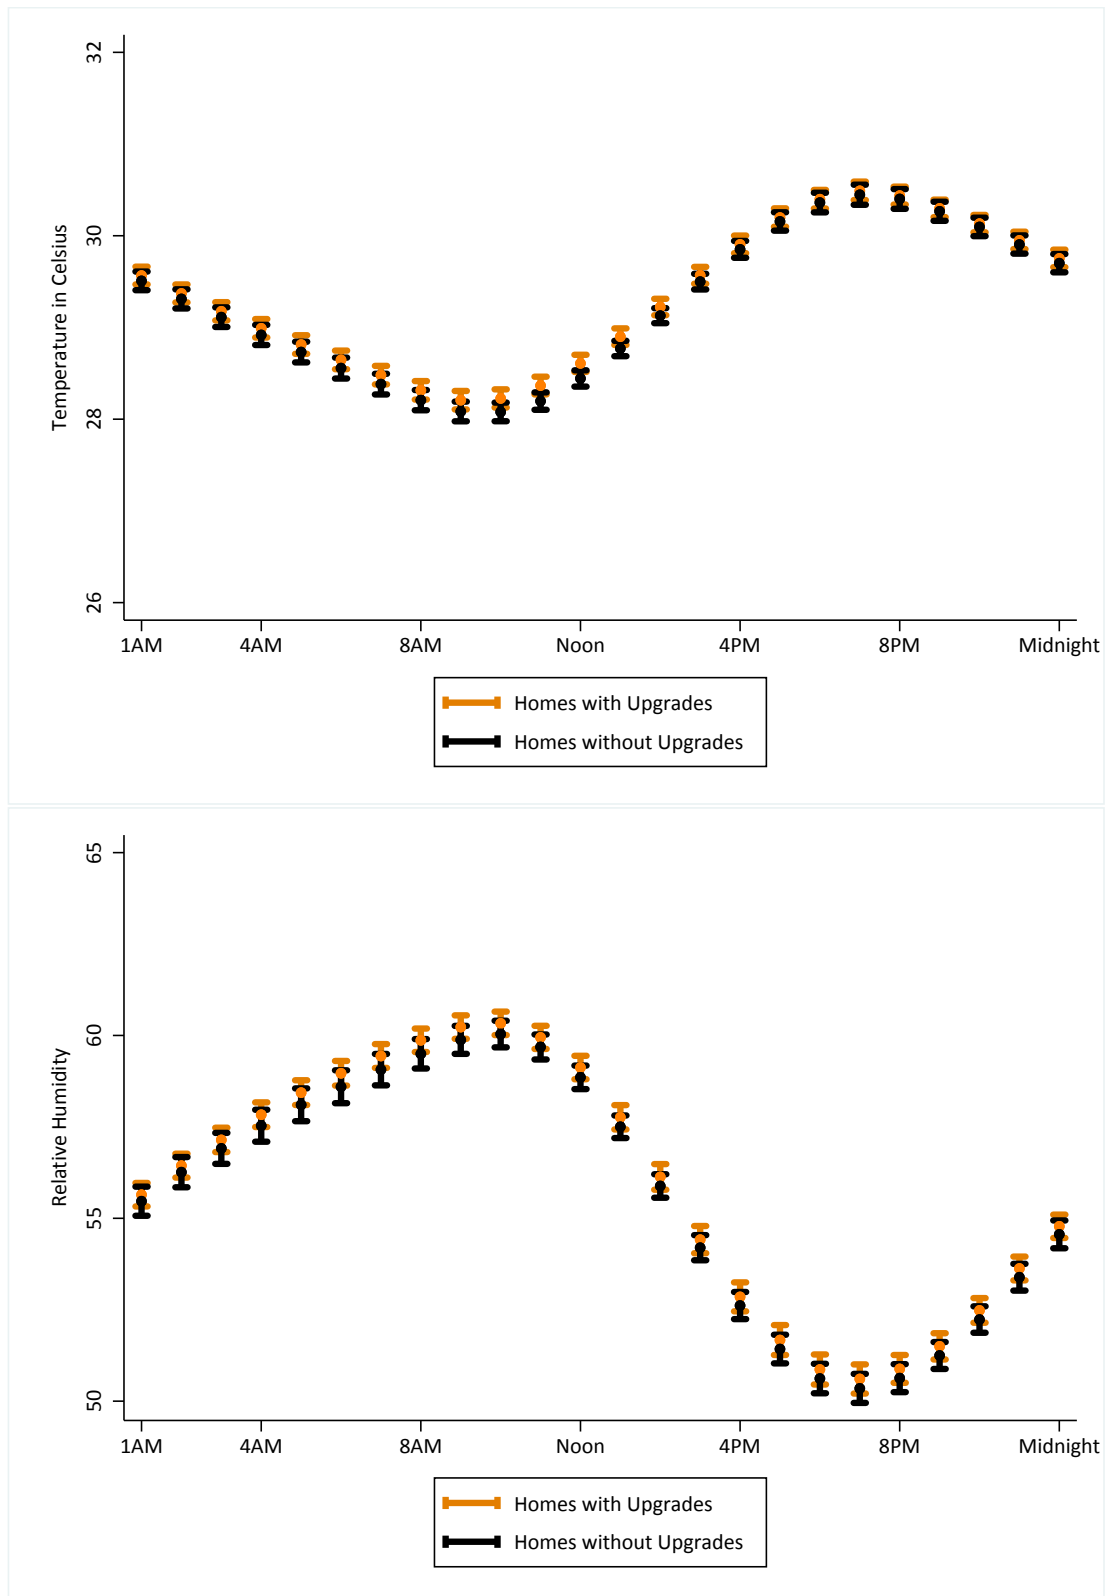 Temperature in Celsius
32
30
28
26
1AM 4AM 8AM Noon 4PM 8PM Midnight
Homes with Upgrades
Homes without Upgrades
Relative Humidity
65
60
55
50
1AM 4AM 8AM Noon 4PM 8PM Midnight
Homes with Upgrades
Homes without Upgrades